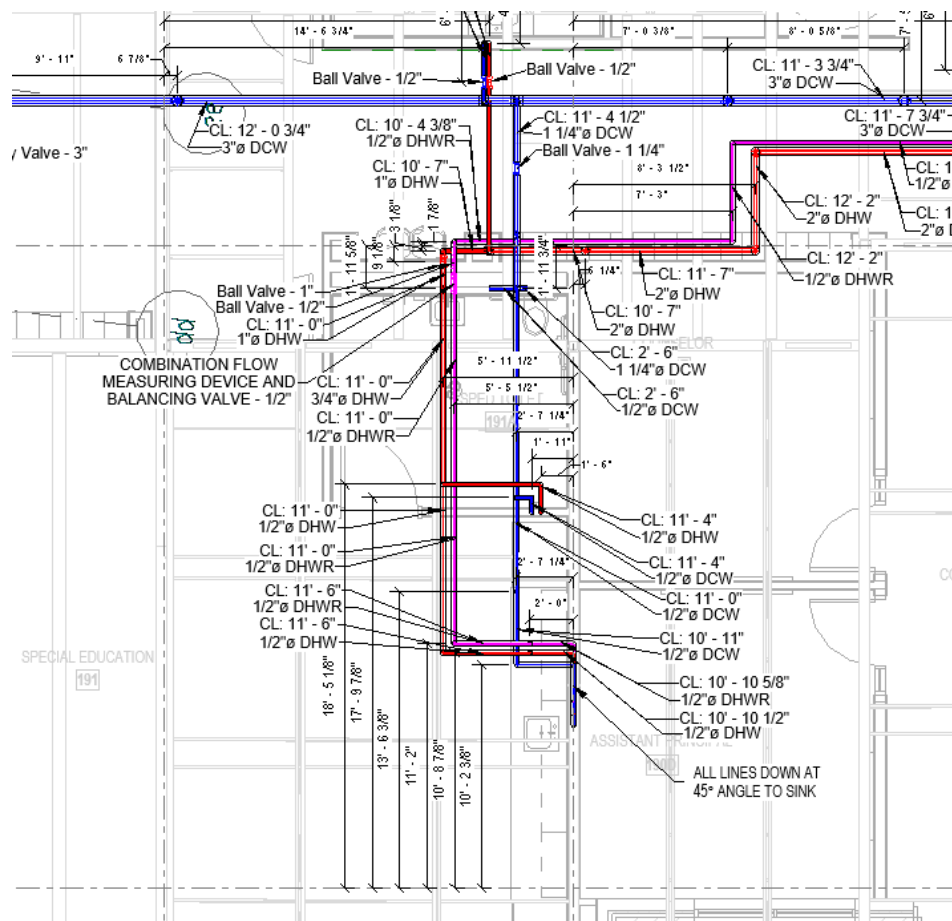 14' - 6 3/4"
7' - 0 3/8"
8' - 0 5/8"
9' - 11"
6 7/8"
Ball Valve - 1/2"
Ball Valve - 1/2"
CL: 11' - 3 3/4"
3"ø DCW
CL: 12' - 0 3/4"
3"ø DCW
CL: 10' - 4 3/8"
1/2"ø DHWR
CL: 11' - 4 1/2"
1 1/4"ø DCW
CL: 11' - 7 3/4"
3"ø DCW
y Valve - 3"
Ball Valve - 1 1/4"
CL: 10' - 7"
1"ø DHW
8' - 3 1/2"
7' - 3"
CL: 12' - 2"
2"ø DHW
CL: 12' - 2"
1/2"ø DHWR
3 1/8"
1 7/8"
11 5/8"
9 1/8"
11 3/4"
6 1/4"
CL: 11' - 7"
2"ø DHW
Ball Valve - 1"
Ball Valve - 1/2"
CL: 11' - 0"
1"ø DHW
CL: 10' - 7"
2"ø DHW
COMBINATION FLOW
MEASURING DEVICE AND
BALANCING VALVE - 1/2"
CL: 2' - 6"
1 1/4"ø DCW
5' - 11 1/2"
CL: 11' - 0"
3/4"ø DHW
5' - 5 1/2"
CL: 2' - 6"
1/2"ø DCW
CL: 11' - 0"
1/2"ø DHWR
2' - 7 1/4"
1' - 11"
1' - 6"
CL: 11' - 0"
1/2"ø DHW
CL: 11' - 4"
1/2"ø DHW
CL: 11' - 0"
1/2"ø DHWR
CL: 11' - 4"
1/2"ø DCW
2' - 7 1/4"
CL: 11' - 6"
1/2"ø DHWR
CL: 11' - 0"
1/2"ø DCW
2' - 0"
CL: 11' - 6"
1/2"ø DHW
CL: 10' - 11"
1/2"ø DCW
SPECIAL EDUCATION
191
CL: 10' - 10 5/8"
1/2"ø DHWR
CL: 10' - 10 1/2"
1/2"ø DHW
18' - 5 1/8"
17' - 9 7/8"
13' - 6 3/8"
11' - 2"
10' - 8 7/8"
10' - 2 3/8"
ASSISTANT PRINCIPAL
ALL LINES DOWN AT
45° ANGLE TO SINK